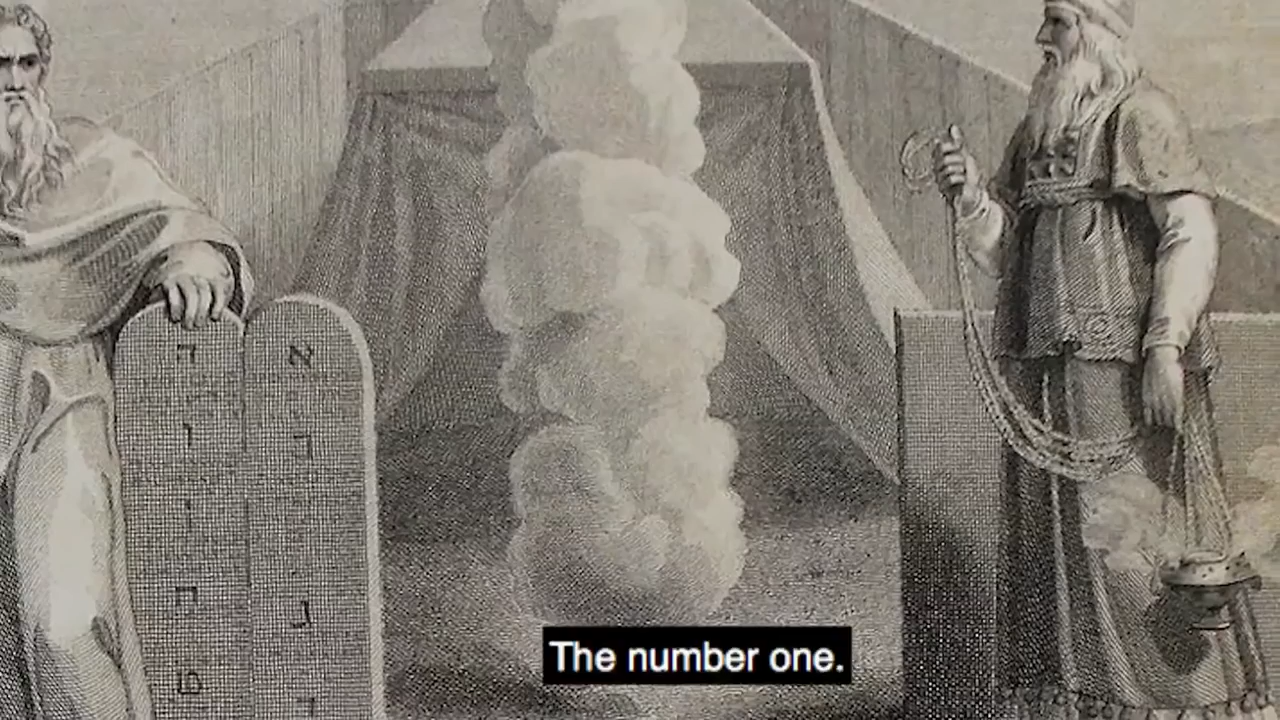 א
ב
ג
ד
ה
ו
ז
ח
ט
The number one.